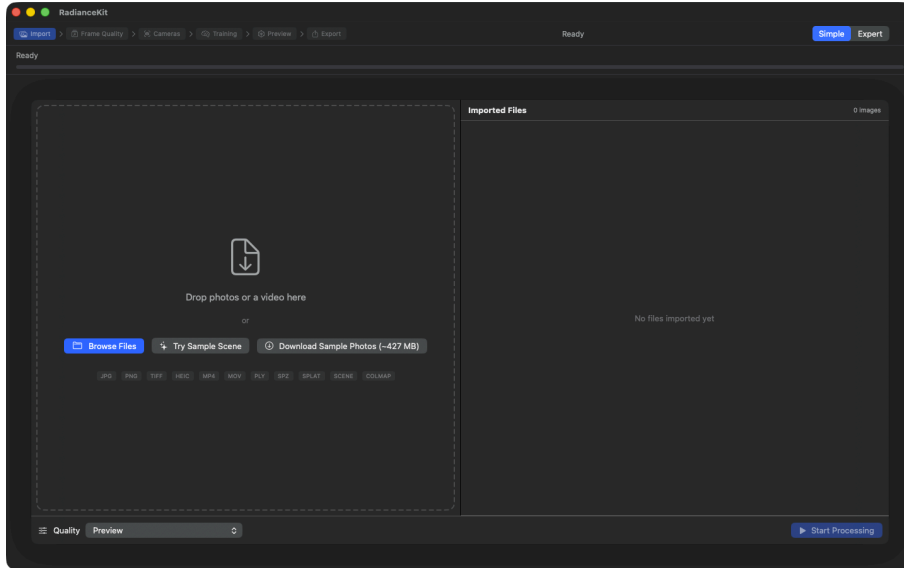 RadianceKit
Import > Frame Quality > Cameras > Training > Preview > Export
Ready
Simple Expert
Ready
Drop photos or a video here
or
Browse Files Try Sample Scene Download Sample Photos (~427 MB)
JPG PNG TIFF HEIC MP4 MOV PLY SPZ SPLAT SCENE COLMAP
Imported Files 0 images
No files imported yet
Quality Preview
Start Processing